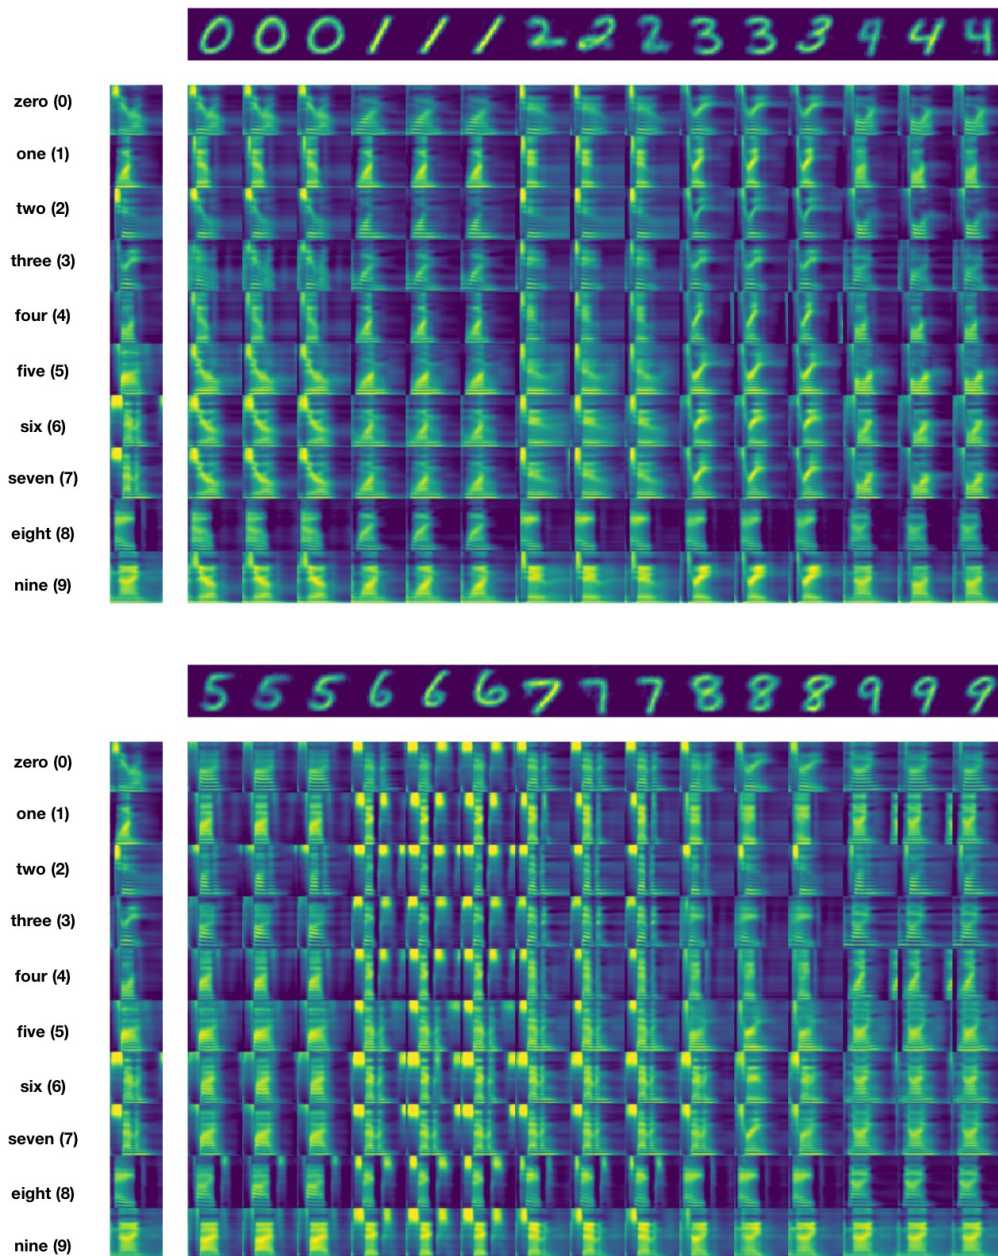 0 0 0 1 1 1 2 2 2 3 3 3 4 4 4
zero (0)
one (1)
two (2)
three (3)
four (4)
five (5)
six (6)
seven (7)
eight (8)
nine (9)
5 5 5 6 6 6 7 7 7 8 8 8 9 9 9
zero (0)
one (1)
two (2)
three (3)
four (4)
five (5)
six (6)
seven (7)
eight (8)
nine (9)